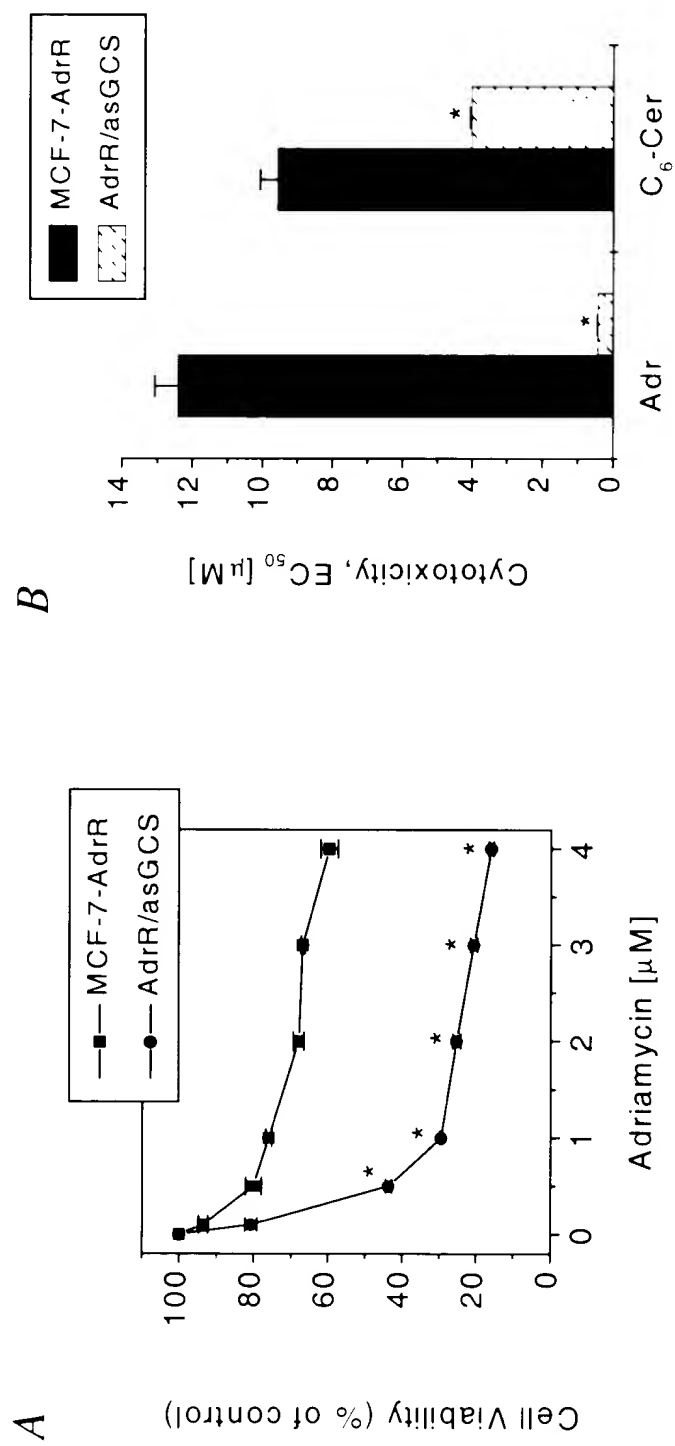 A
MCF-7-AdrR
AdrR/asGCS
Cell Viability (% of control)
100
80
60
40
20
0
*
*
*
*
*
0
1
2
3
4
Adriamycin [μM]
B
MCF-7-AdrR
AdrR/asGCS
Cytotoxicity, EC50 [μM]
14
12
10
8
6
4
2
0
*
*
Adr
C6-Cer